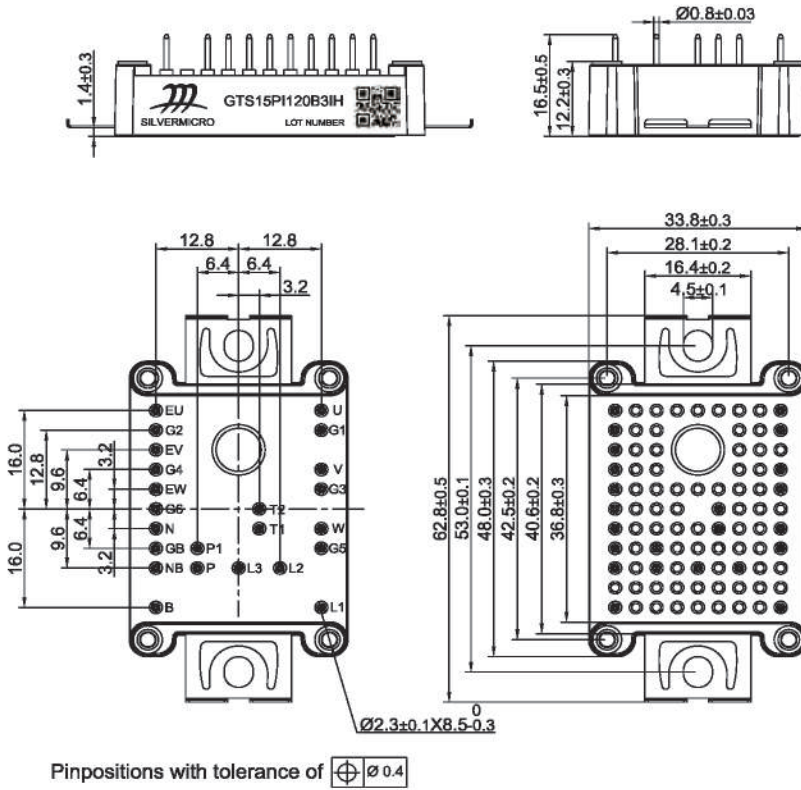 Ø0.8±0.03
1.4±0.3
GTS15PI120B3IH
SILVERMICRO
LOT NUMBER
16.5±0.5
12.2±0.3
12.8
12.8
6.4
6.4
3.2
33.8±0.3
28.1±0.2
16.4±0.2
4.5±0.1
16.0
12.8
9.6
6.4
3.2
16.0
9.6
6.4
3.2
EU
U
G2
G1
EV
G4
V
EW
G3
G6
T2
N
T1
W
GB
P1
G5
NB
P
L3
L2
B
L1
62.8±0.5
53.0±0.1
48.0±0.3
42.5±0.2
40.6±0.2
36.8±0.3
0
Ø2.3±0.1X8.5-0.3
Pinpositions with tolerance of ⌖ Ø 0.4